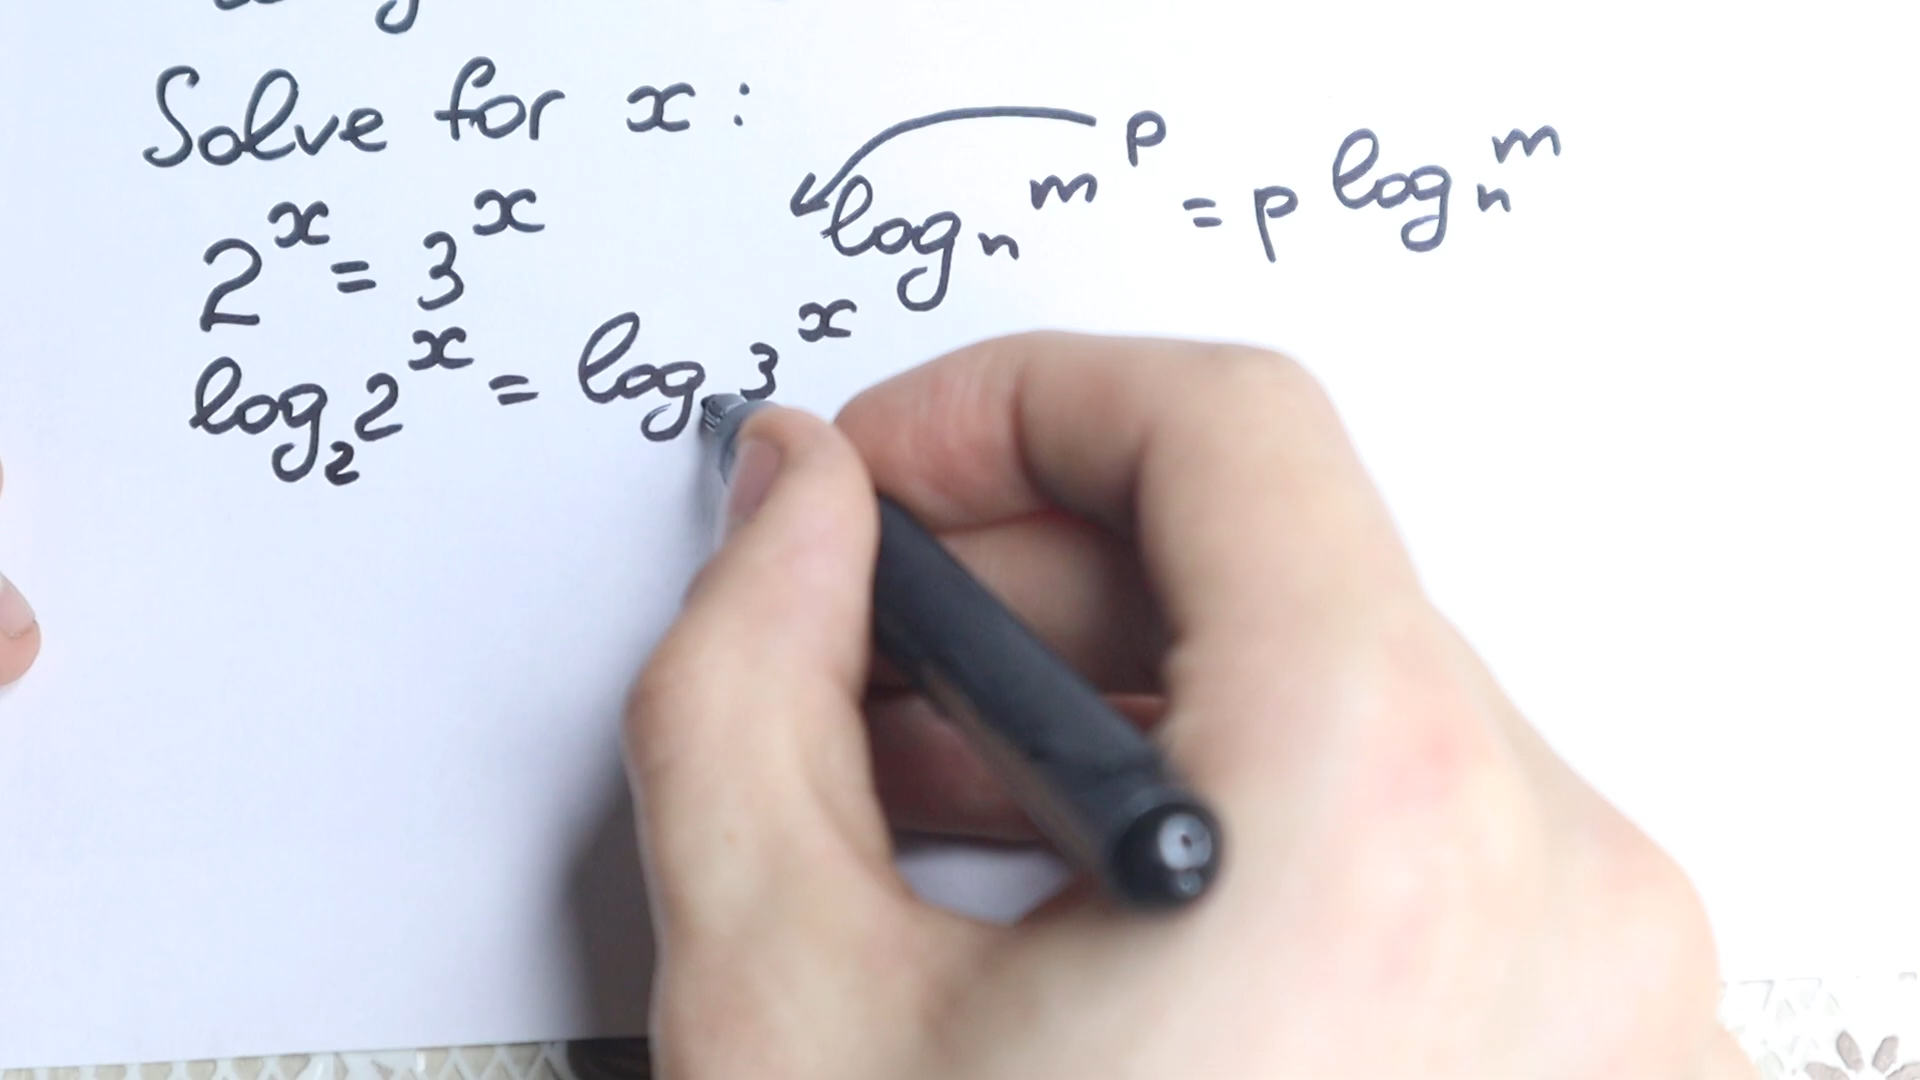 Solve for x :
2^x = 3^x
log_n m^p = p log_n m
log_2 2^x = log 3^x